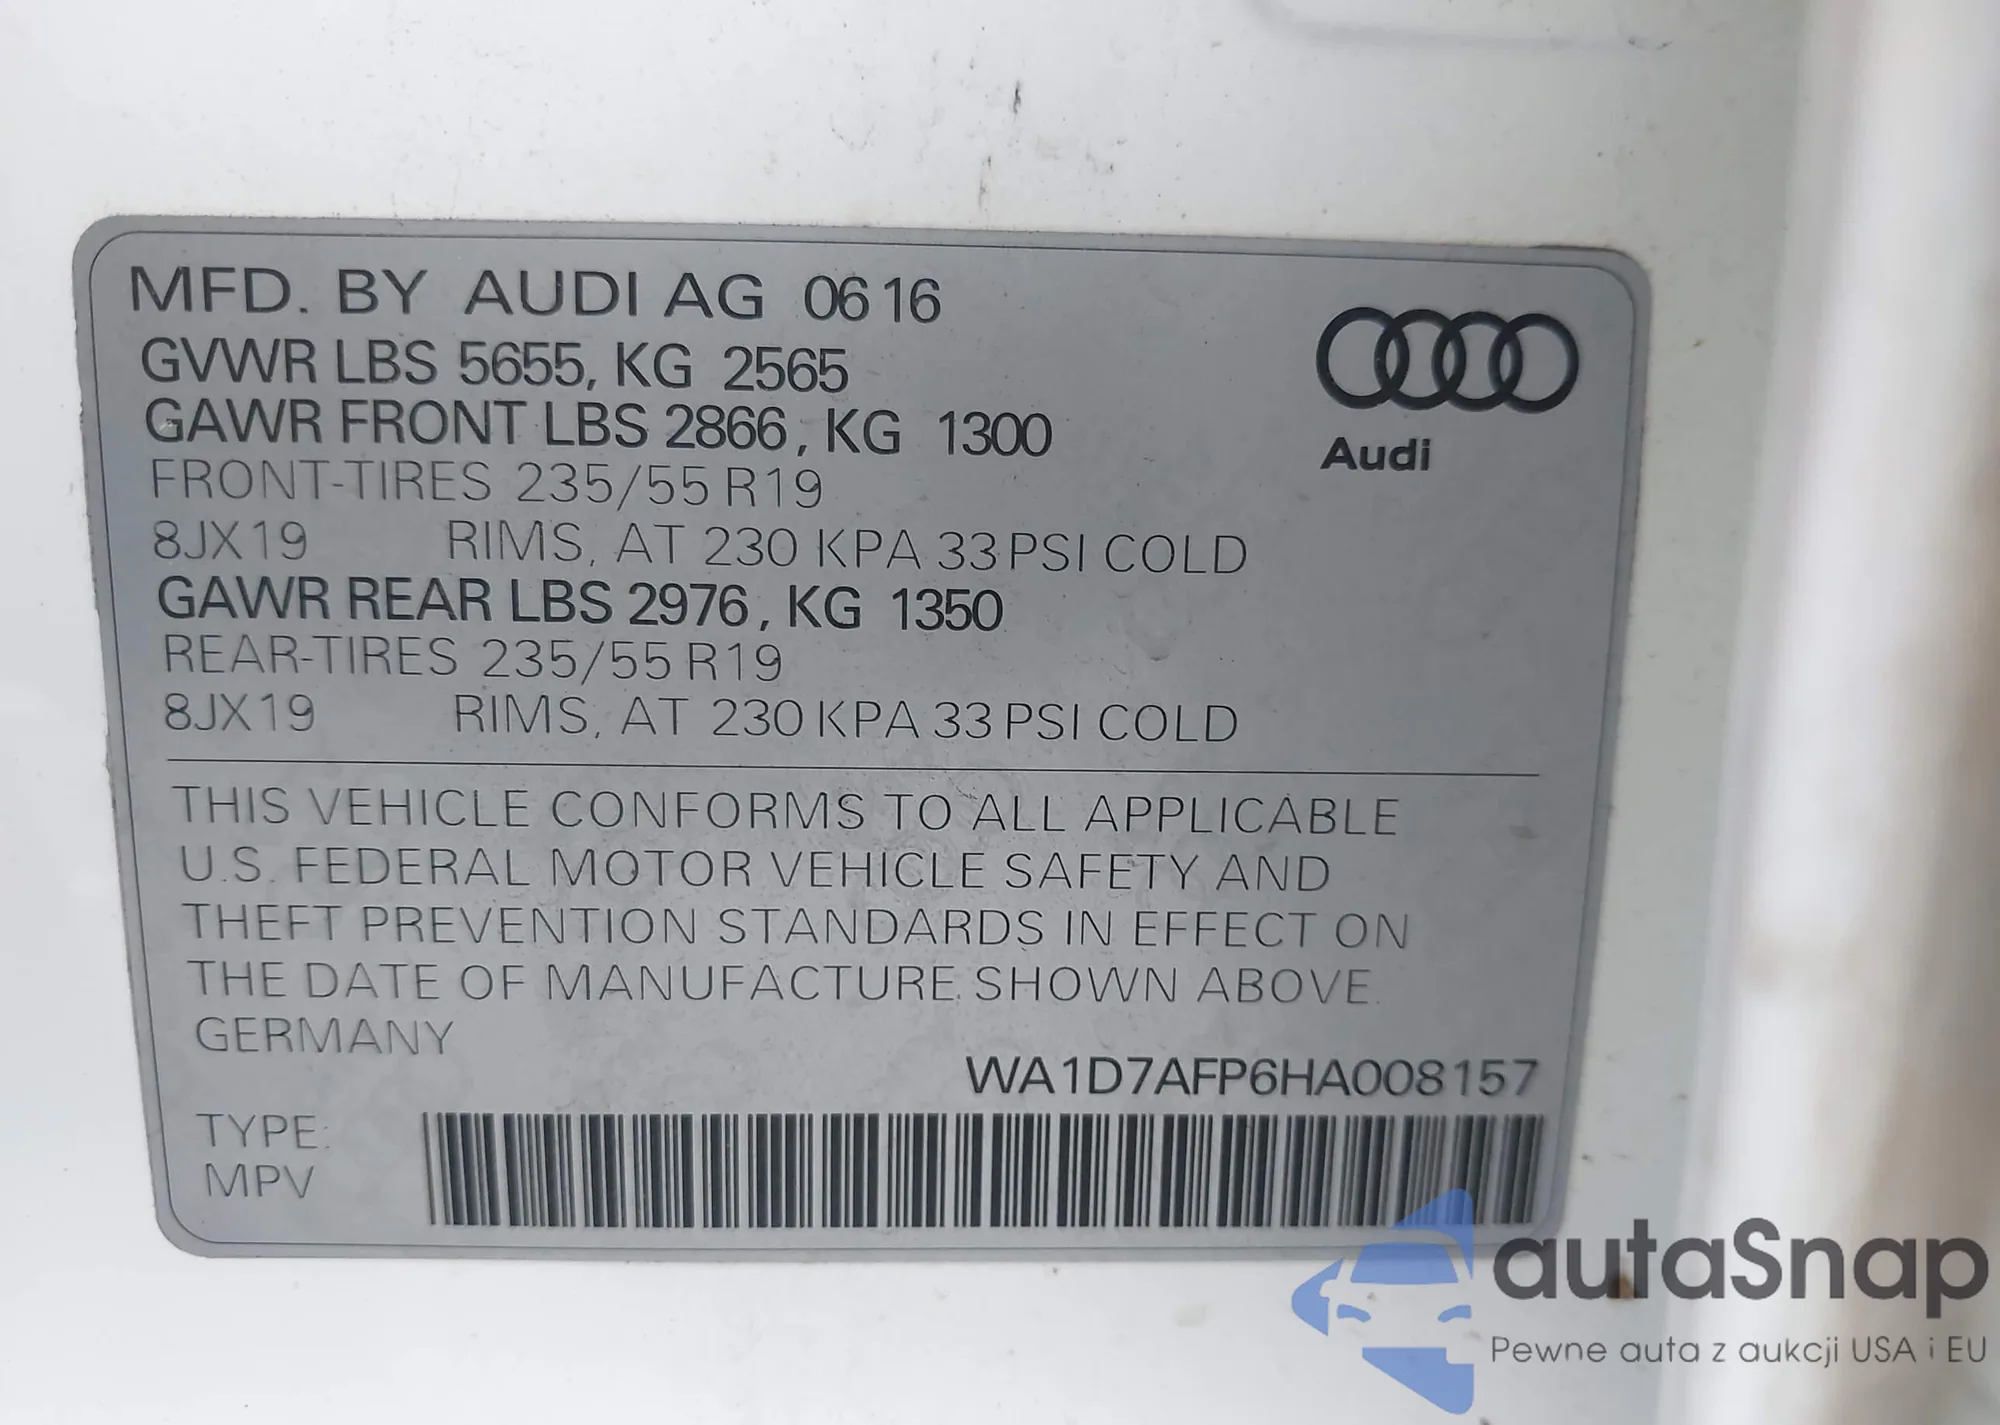 MFD. BY AUDI AG 06 16
GVWR LBS 5655, KG 2565
GAWR FRONT LBS 2866, KG 1300
FRONT-TIRES 235/55 R19
8JX19 RIMS, AT 230 KPA 33 PSI COLD
GAWR REAR LBS 2976, KG 1350
REAR-TIRES 235/55 R19
8JX19 RIMS, AT 230 KPA 33 PSI COLD
Audi
THIS VEHICLE CONFORMS TO ALL APPLICABLE
U.S. FEDERAL MOTOR VEHICLE SAFETY AND
THEFT PREVENTION STANDARDS IN EFFECT ON
THE DATE OF MANUFACTURE SHOWN ABOVE.
GERMANY
WA1D7AFP6HA008157
TYPE:
MPV
autaSnap
Pewne auta z aukcji USA i EU